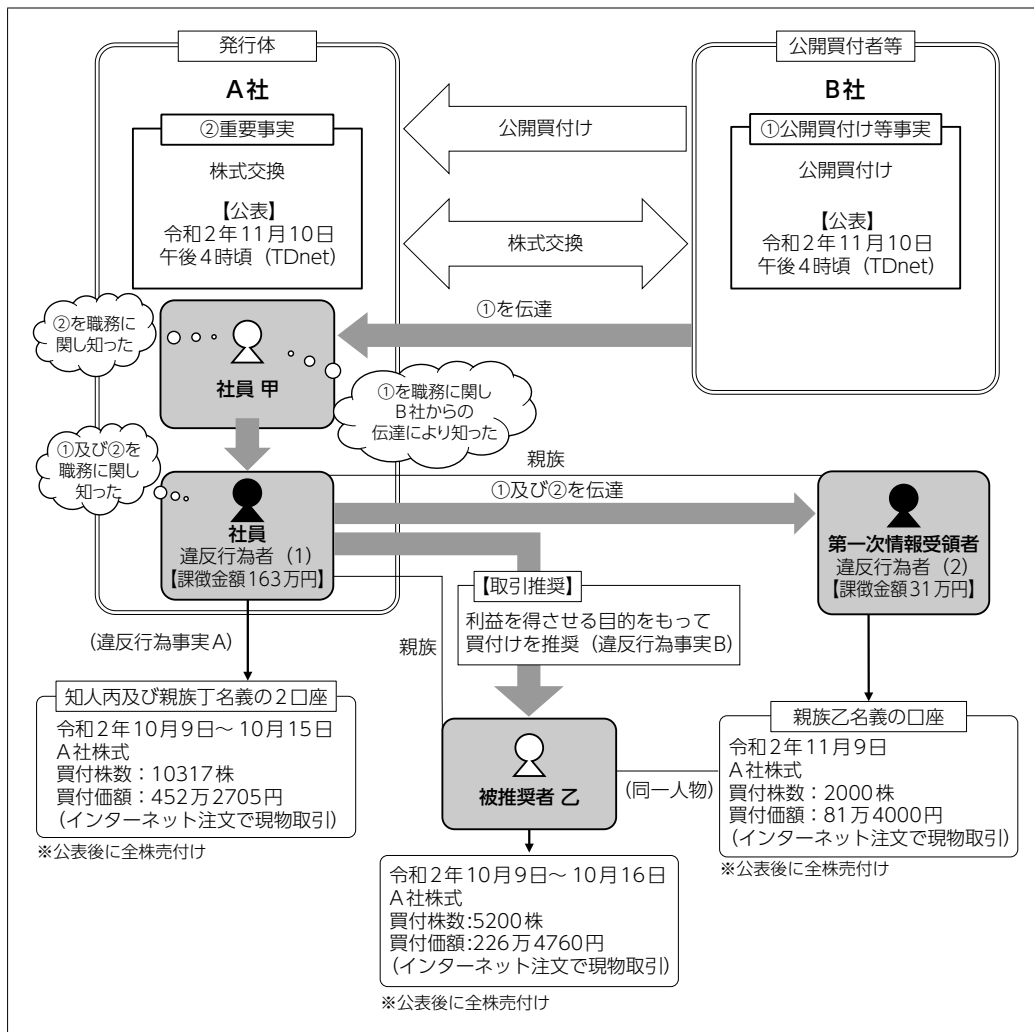 発行体
A社
②重要事実
株式交換
【公表】
令和2年11月10日
午後4時頃（TDnet）
公開買付者等
B社
①公開買付け等事実
公開買付け
【公表】
令和2年11月10日
午後4時頃（TDnet）
公開買付け
株式交換
①を伝達
②を職務に
関し知った
社員 甲
①を職務に関し
B社からの
伝達により知った
①及び②を
職務に関し
知った
親族
①及び②を伝達
社員
違反行為者（1）
【課徴金額163万円】
第一次情報受領者
違反行為者（2）
【課徴金額31万円】
【取引推奨】
利益を得させる目的をもって
買付けを推奨（違反行為事実B）
（違反行為事実A）
親族
知人丙及び親族丁名義の2口座
令和2年10月9日～10月15日
A社株式
買付株数：10317株
買付価額：452万2705円
（インターネット注文で現物取引）
※公表後に全株売付け
被推奨者 乙
（同一人物）
親族乙名義の口座
令和2年11月9日
A社株式
買付株数：2000株
買付価額：81万4000円
（インターネット注文で現物取引）
※公表後に全株売付け
令和2年10月9日～10月16日
A社株式
買付株数:5200株
買付価額:226万4760円
（インターネット注文で現物取引）
※公表後に全株売付け